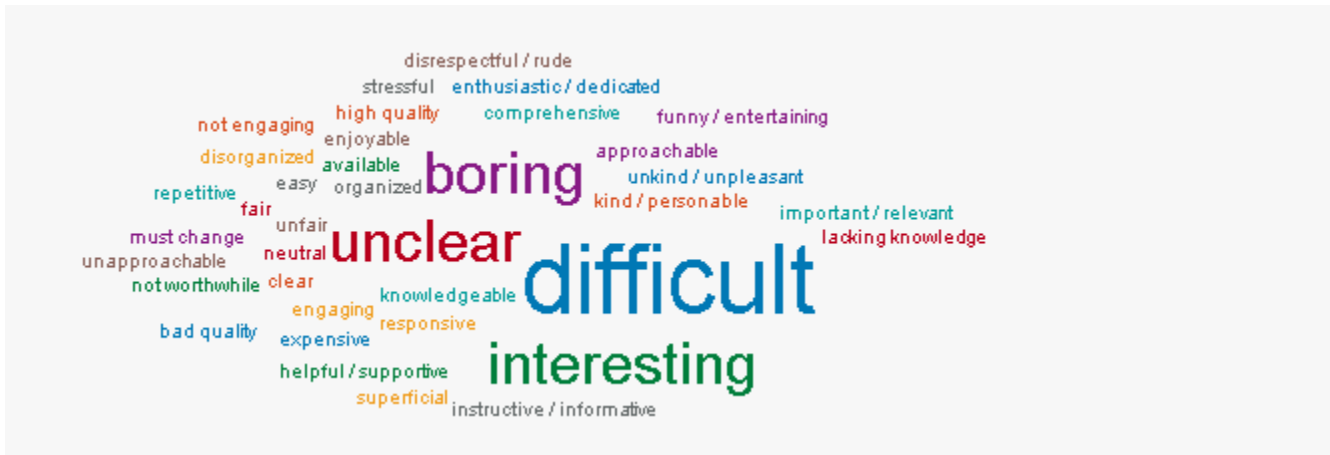 disrespectful / rude
stressful enthusiastic / dedicated
high quality comprehensive funny / entertaining
not engaging
enjoyable
disorganized available boring approachable
easy organized unkind / unpleasant
repetitive kind / personable
fair important / relevant
unfair
must change neutral unclear lacking knowledge
unapproachable
not worthwhile clear knowledgeable difficult
engaging responsive
bad quality expensive
helpful / supportive interesting
superficial instructive / informative